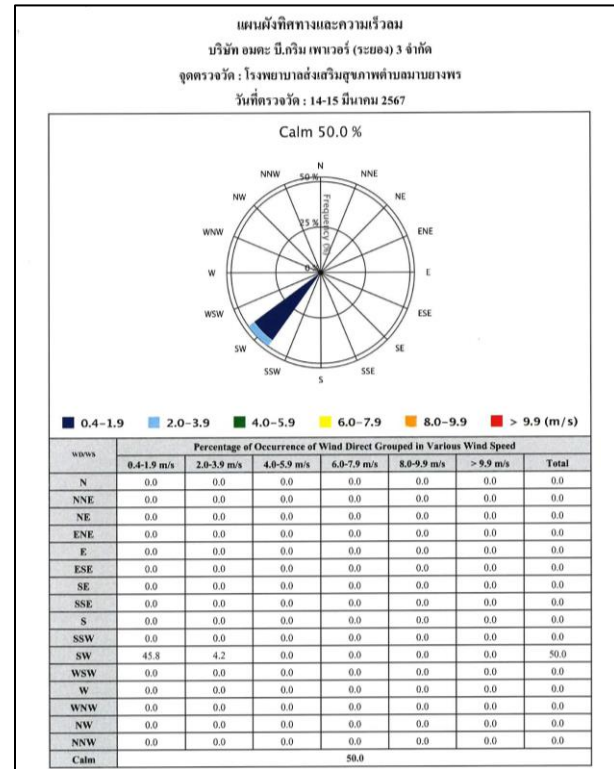 แผนผังทิศทางและความเร็วลม
บริษัท อมตะ บี.กริม เพาเวอร์ (ระยอง) 3 จำกัด
จุดตรวจวัด : โรงพยาบาลส่งเสริมสุขภาพตำบลมาบยางพร
วันที่ตรวจวัด : 14-15 มีนาคม 2567
Calm 50.0 %
N
NNW 50 % NNE
NW NE
WNW 25 % Frequency (%) ENE
W 0 % E
WSW ESE
SW SE
SSW SSE
S
0.4-1.9 2.0-3.9 4.0-5.9 6.0-7.9 8.0-9.9 > 9.9 (m/s)
WD/WS Percentage of Occurrence of Wind Direct Grouped in Various Wind Speed
0.4-1.9 m/s 2.0-3.9 m/s 4.0-5.9 m/s 6.0-7.9 m/s 8.0-9.9 m/s > 9.9 m/s Total
N 0.0 0.0 0.0 0.0 0.0 0.0 0.0
NNE 0.0 0.0 0.0 0.0 0.0 0.0 0.0
NE 0.0 0.0 0.0 0.0 0.0 0.0 0.0
ENE 0.0 0.0 0.0 0.0 0.0 0.0 0.0
E 0.0 0.0 0.0 0.0 0.0 0.0 0.0
ESE 0.0 0.0 0.0 0.0 0.0 0.0 0.0
SE 0.0 0.0 0.0 0.0 0.0 0.0 0.0
SSE 0.0 0.0 0.0 0.0 0.0 0.0 0.0
S 0.0 0.0 0.0 0.0 0.0 0.0 0.0
SSW 0.0 0.0 0.0 0.0 0.0 0.0 0.0
SW 45.8 4.2 0.0 0.0 0.0 0.0 50.0
WSW 0.0 0.0 0.0 0.0 0.0 0.0 0.0
W 0.0 0.0 0.0 0.0 0.0 0.0 0.0
WNW 0.0 0.0 0.0 0.0 0.0 0.0 0.0
NW 0.0 0.0 0.0 0.0 0.0 0.0 0.0
NNW 0.0 0.0 0.0 0.0 0.0 0.0 0.0
Calm 50.0